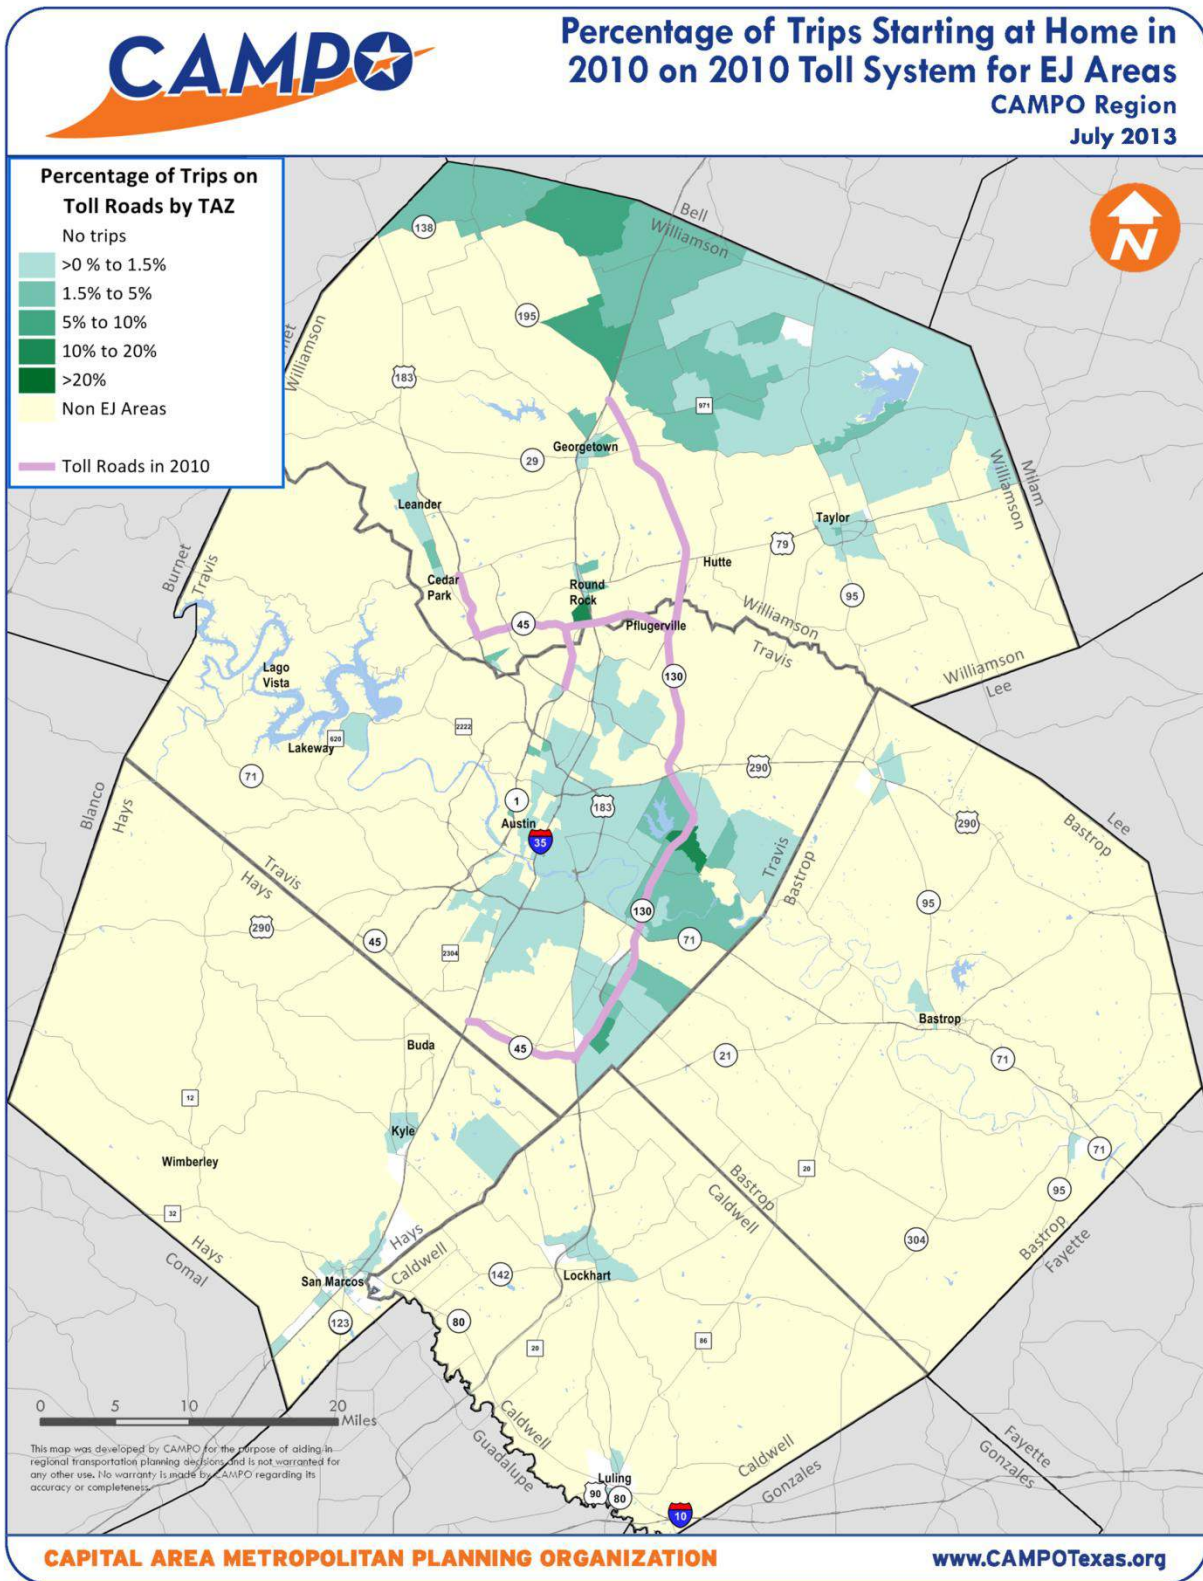 CAMPO
Percentage of Trips Starting at Home in
2010 on 2010 Toll System for EJ Areas
CAMPO Region
July 2013
Percentage of Trips on
Toll Roads by TAZ
No trips
>0 % to 1.5%
1.5% to 5%
5% to 10%
10% to 20%
>20%
Non EJ Areas
Toll Roads in 2010
N
Bell
Williamson
138
195
net
Williamson
183
971
Georgetown
29
Milam
Williamson
Leander
Taylor
79
Burnet
Travis
Cedar
Park
Round
Rock
Hutte
95
45
Pflugerville
Williamson
Travis
Williamson
Lee
Lago
Vista
130
2222
620
Lakeway
71
290
1
183
Austin
35
Blanco
Hays
290
Lee
Bastrop
Travis
Hays
Travis
Bastrop
95
290
45
130
2304
71
Bastrop
Buda
45
21
71
12
Kyle
71
Wimberley
Bastrop
Caldwell
20
95
32
Hays
Comal
Hays
Caldwell
304
Bastrop
Fayette
San Marcos
142
Lockhart
123
80
20
86
0 5 10 20
Miles
This map was developed by CAMPO for the purpose of aiding in
regional transportation planning decisions and is not warranted for
any other use. No warranty is made by CAMPO regarding its
accuracy or completeness.
Caldwell
Guadalupe
Caldwell
Gonzales
Fayette
Gonzales
Luling
90
80
10
CAPITAL AREA METROPOLITAN PLANNING ORGANIZATION
www.CAMPOTexas.org